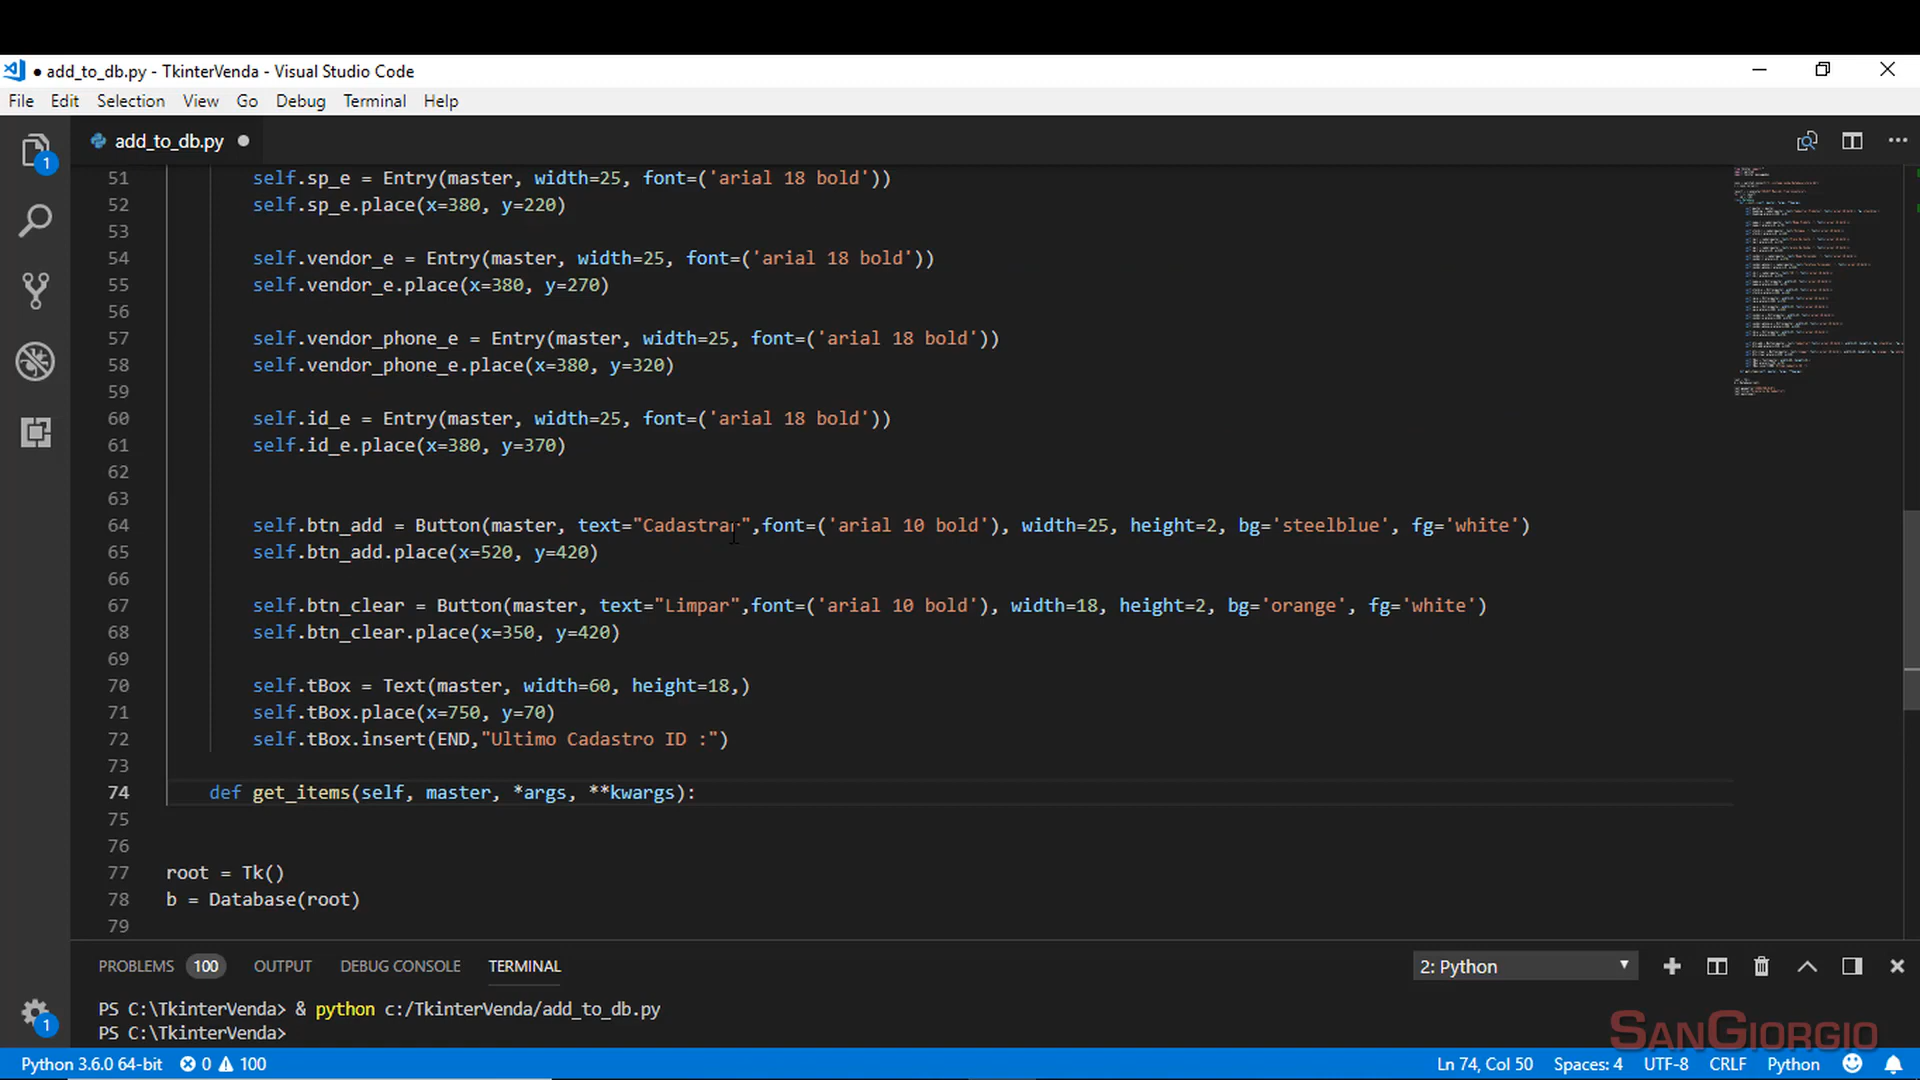 ● add_to_db.py - TkinterVenda - Visual Studio Code
File Edit Selection View Go Debug Terminal Help
add_to_db.py ●
1
51 self.sp_e = Entry(master, width=25, font=('arial 18 bold'))
52 self.sp_e.place(x=380, y=220)
53
54 self.vendor_e = Entry(master, width=25, font=('arial 18 bold'))
55 self.vendor_e.place(x=380, y=270)
56
57 self.vendor_phone_e = Entry(master, width=25, font=('arial 18 bold'))
58 self.vendor_phone_e.place(x=380, y=320)
59
60 self.id_e = Entry(master, width=25, font=('arial 18 bold'))
61 self.id_e.place(x=380, y=370)
62
63
64 self.btn_add = Button(master, text="Cadastrar",font=('arial 10 bold'), width=25, height=2, bg='steelblue', fg='white')
65 self.btn_add.place(x=520, y=420)
66
67 self.btn_clear = Button(master, text="Limpar",font=('arial 10 bold'), width=18, height=2, bg='orange', fg='white')
68 self.btn_clear.place(x=350, y=420)
69
70 self.tBox = Text(master, width=60, height=18,)
71 self.tBox.place(x=750, y=70)
72 self.tBox.insert(END,"Ultimo Cadastro ID :")
73
74 def get_items(self, master, *args, **kwargs):
75
76
77 root = Tk()
78 b = Database(root)
79
PROBLEMS 100 OUTPUT DEBUG CONSOLE TERMINAL 2: Python
PS C:\TkinterVenda> & python c:/TkinterVenda/add_to_db.py
PS C:\TkinterVenda>
1
SANGIORGIO
Python 3.6.0 64-bit 0 100 Ln 74, Col 50 Spaces: 4 UTF-8 CRLF Python